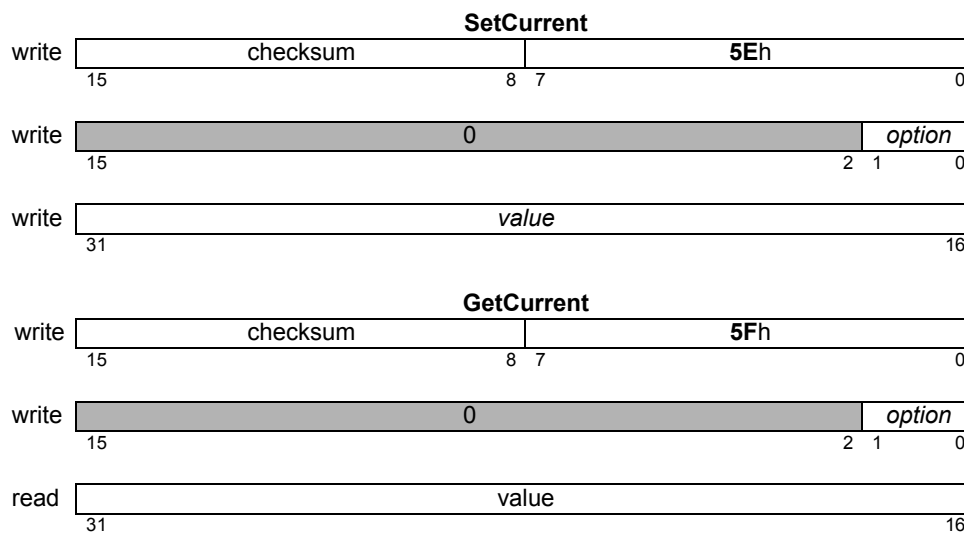 SetCurrent
write checksum 5Eh
15 8 7 0
write 0 option
15 2 1 0
write value
31 16
GetCurrent
write checksum 5Fh
15 8 7 0
write 0 option
15 2 1 0
read value
31 16